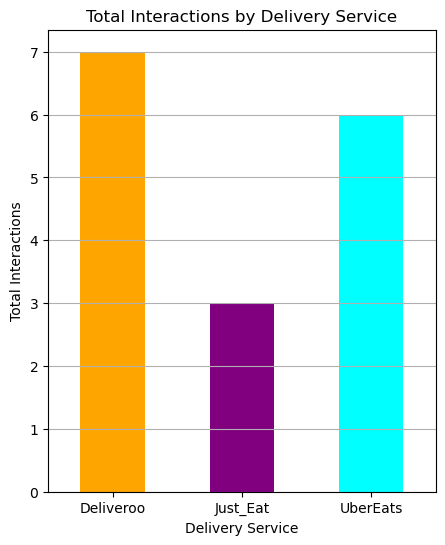 Total Interactions by Delivery Service
Total Interactions
7
6
5
4
3
2
1
0
Deliveroo Just_Eat UberEats
Delivery Service